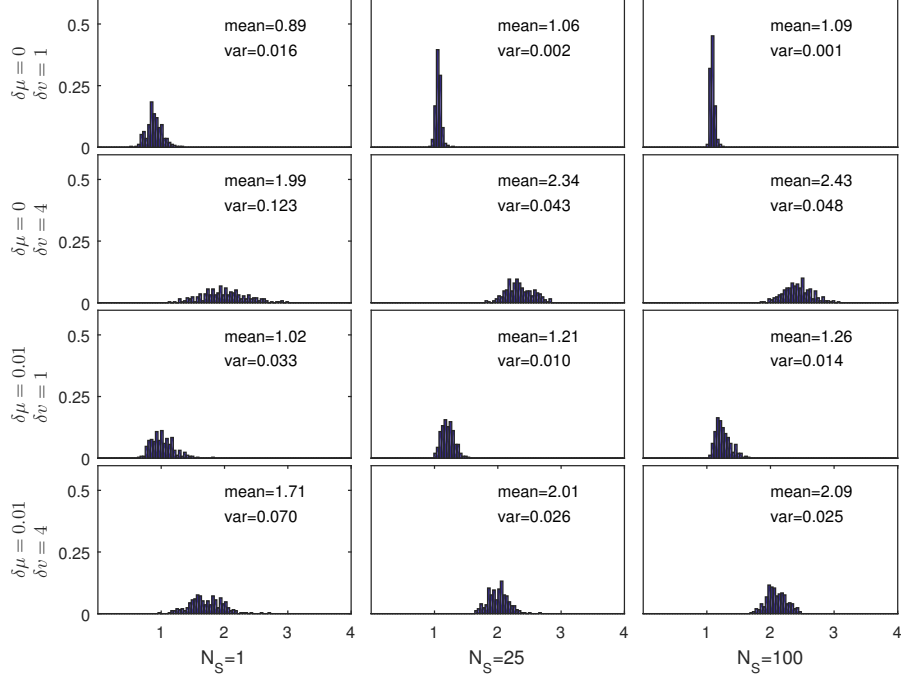 0.5
0.25
0
δμ = 0
δv = 1
mean=0.89
var=0.016
mean=1.06
var=0.002
mean=1.09
var=0.001
0.5
0.25
0
δμ = 0
δv = 4
mean=1.99
var=0.123
mean=2.34
var=0.043
mean=2.43
var=0.048
0.5
0.25
0
δμ = 0.01
δv = 1
mean=1.02
var=0.033
mean=1.21
var=0.010
mean=1.26
var=0.014
0.5
0.25
0
δμ = 0.01
δv = 4
mean=1.71
var=0.070
mean=2.01
var=0.026
mean=2.09
var=0.025
1 2 3 4
1 2 3 4
1 2 3 4
N_S=1
N_S=25
N_S=100